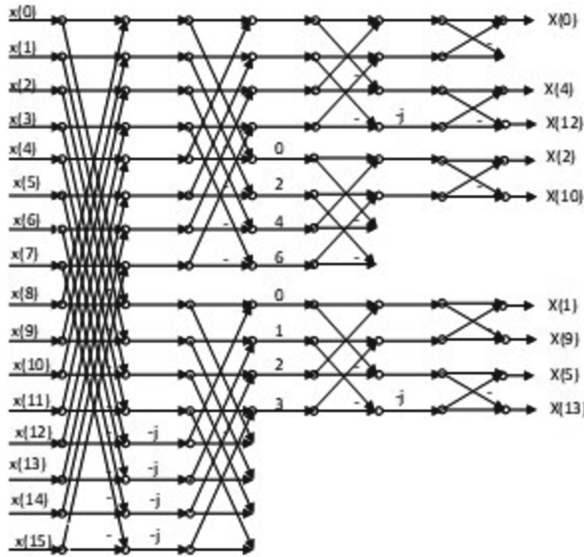 x(0) X(0)
x(1) -
x(2) - X(4)
x(3) - -j - X(12)
x(4) 0 X(2)
x(5) 2 - X(10)
x(6) - 4 -
x(7) - 6 -
x(8) 0 X(1)
x(9) 1 X(9)
x(10) 2 - X(5)
x(11) 3 - -j - X(13)
x(12) - -j
x(13) -j
x(14) - -j
x(15) - -j